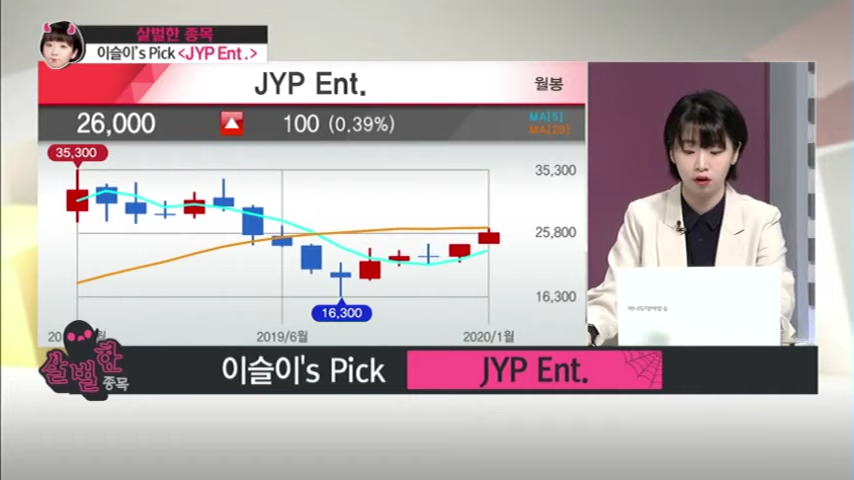 살벌한 종목
이슬이's Pick <JYP Ent.>
JYP Ent.
월봉
26,000
100 (0.39%)
MA[5]
MA[20]
35,300
35,300
25,800
16,300
16,300
2019/6월
2020/1월
살벌한
종목
이슬이's Pick
JYP Ent.